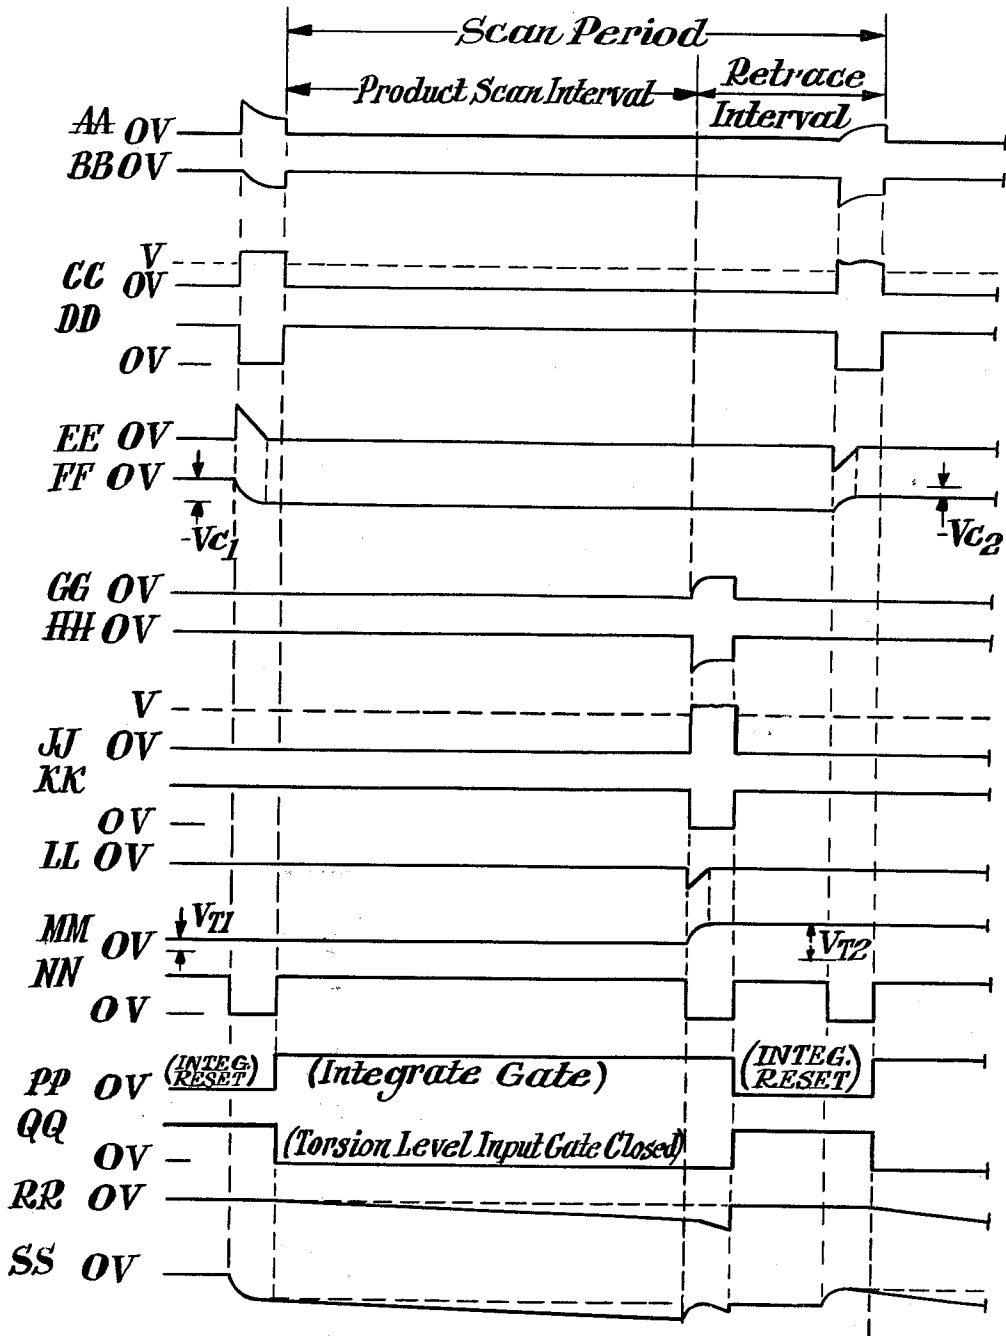 Scan Period
Product Scan Interval
Retrace
Interval
AA OV
BB OV
V
CC OV
DD
OV
EE OV
FF OV
-Vc1
-Vc2
GG OV
HH OV
V
JJ OV
KK
OV
LL OV
VT1
MM OV
VT2
NN
OV
(INTEG. RESET)
(Integrate Gate)
(INTEG. RESET)
PP OV
QQ
(Torsion Level Input Gate Closed)
OV
RR OV
SS OV